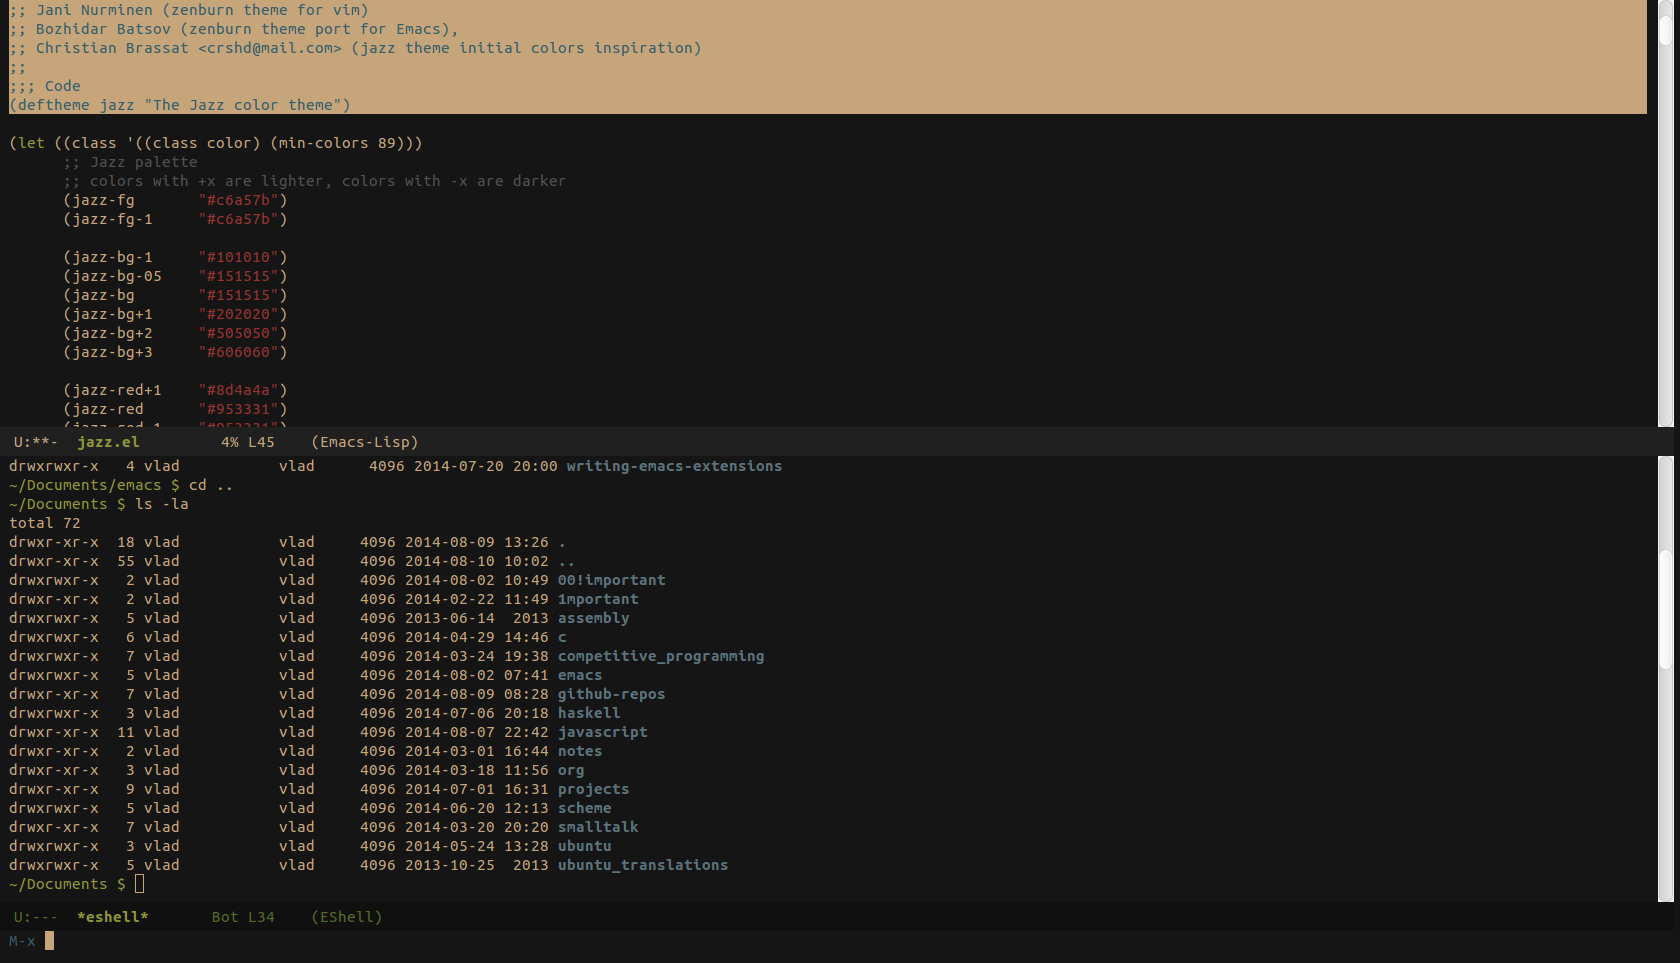 ;; Jani Nurminen (zenburn theme for vim)
;; Bozhidar Batsov (zenburn theme port for Emacs),
;; Christian Brassat <crshd@mail.com> (jazz theme initial colors inspiration)
;;
;;; Code
(deftheme jazz "The Jazz color theme")
(let ((class '((class color) (min-colors 89)))
;; Jazz palette
;; colors with +x are lighter, colors with -x are darker
(jazz-fg "#c6a57b")
(jazz-fg-1 "#c6a57b")
(jazz-bg-1 "#101010")
(jazz-bg-05 "#151515")
(jazz-bg "#151515")
(jazz-bg+1 "#202020")
(jazz-bg+2 "#505050")
(jazz-bg+3 "#606060")
(jazz-red+1 "#8d4a4a")
(jazz-red "#953331")
(jazz-red-1 "#953331")
U:**- jazz.el 4% L45 (Emacs-Lisp)
drwxrwxr-x 4 vlad vlad 4096 2014-07-20 20:00 writing-emacs-extensions
~/Documents/emacs $ cd ..
~/Documents $ ls -la
total 72
drwxr-xr-x 18 vlad vlad 4096 2014-08-09 13:26 .
drwxr-xr-x 55 vlad vlad 4096 2014-08-10 10:02 ..
drwxrwxr-x 2 vlad vlad 4096 2014-08-02 10:49 00!important
drwxr-xr-x 2 vlad vlad 4096 2014-02-22 11:49 1mportant
drwxrwxr-x 5 vlad vlad 4096 2013-06-14 2013 assembly
drwxrwxr-x 6 vlad vlad 4096 2014-04-29 14:46 c
drwxrwxr-x 7 vlad vlad 4096 2014-03-24 19:38 competitive_programming
drwxrwxr-x 5 vlad vlad 4096 2014-08-02 07:41 emacs
drwxrwxr-x 7 vlad vlad 4096 2014-08-09 08:28 github-repos
drwxrwxr-x 3 vlad vlad 4096 2014-07-06 20:18 haskell
drwxrwxr-x 11 vlad vlad 4096 2014-08-07 22:42 javascript
drwxrwxr-x 2 vlad vlad 4096 2014-03-01 16:44 notes
drwxr-xr-x 3 vlad vlad 4096 2014-03-18 11:56 org
drwxrwxr-x 9 vlad vlad 4096 2014-07-01 16:31 projects
drwxrwxr-x 5 vlad vlad 4096 2014-06-20 12:13 scheme
drwxr-xr-x 7 vlad vlad 4096 2014-03-20 20:20 smalltalk
drwxrwxr-x 3 vlad vlad 4096 2014-05-24 13:28 ubuntu
drwxrwxr-x 5 vlad vlad 4096 2013-10-25 2013 ubuntu_translations
~/Documents $
U:--- *eshell* Bot L34 (EShell)
M-x